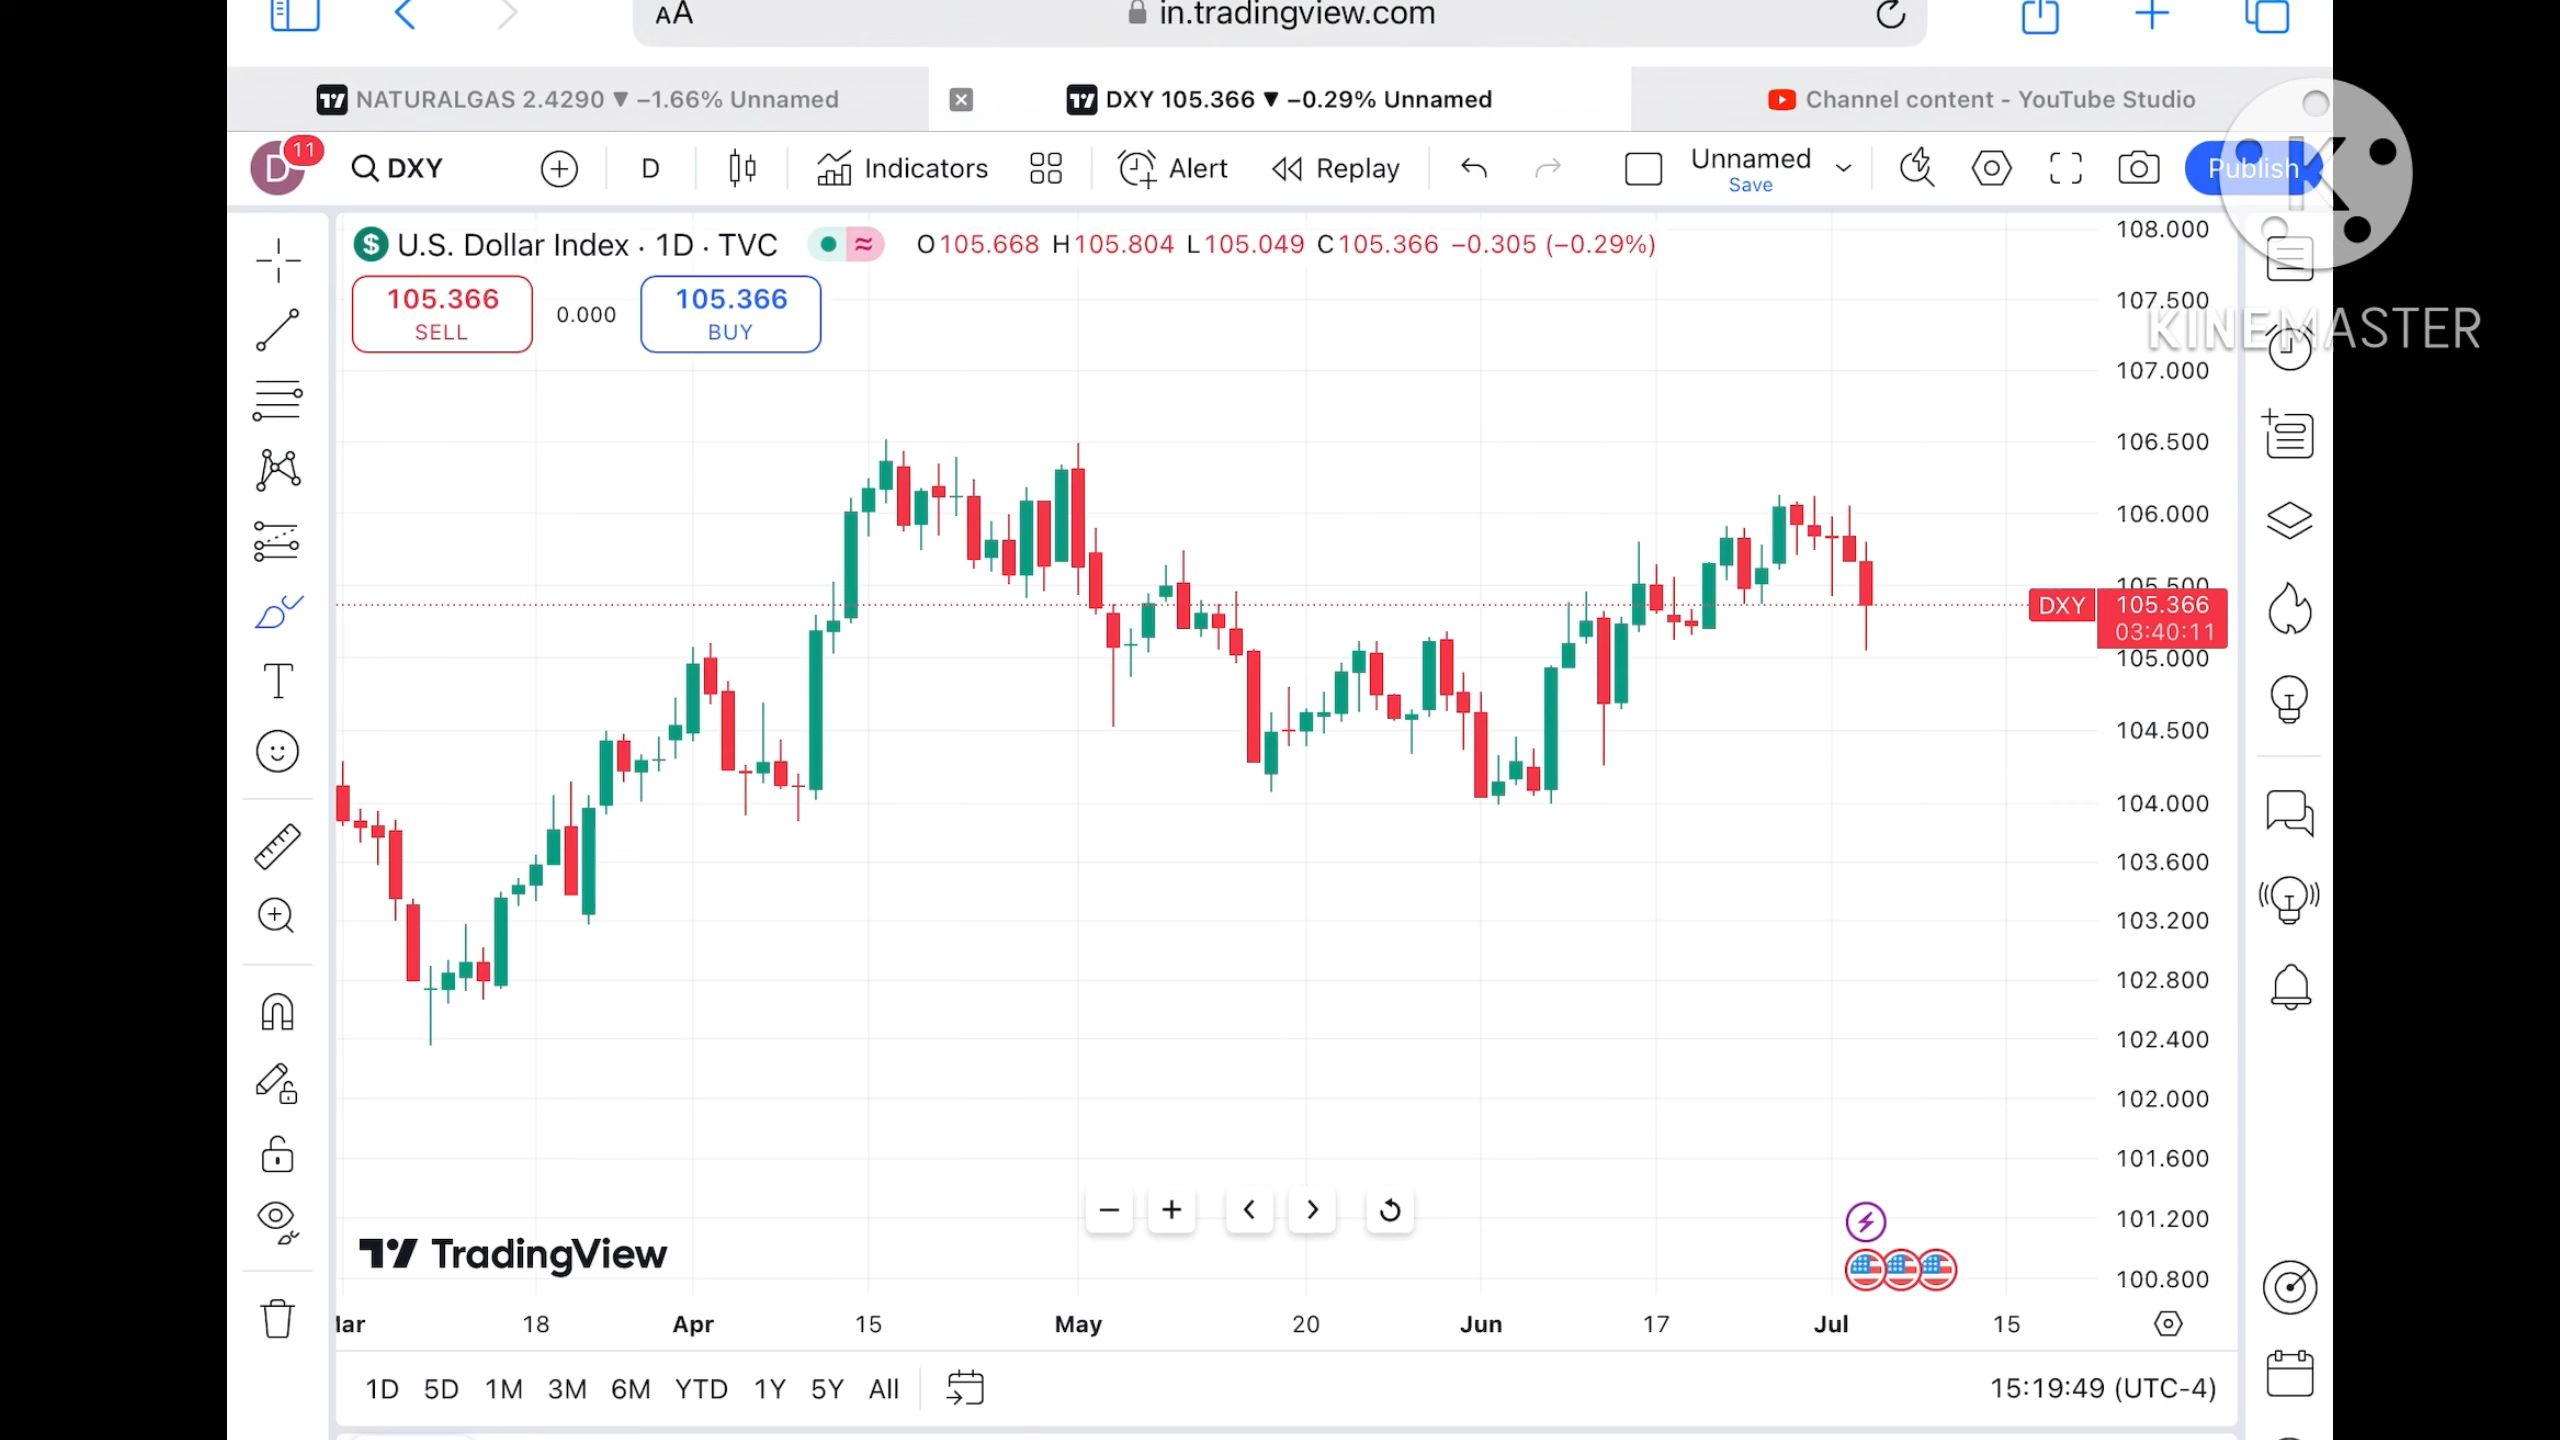 AA
in.tradingview.com
NATURALGAS 2.4290 ▼ −1.66% Unnamed
DXY 105.366 ▼ −0.29% Unnamed
Channel content - YouTube Studio
D
11
DXY
D
Indicators
Alert
Replay
Unnamed
Save
Publish
K
KINEMASTER
U.S. Dollar Index · 1D · TVC
O105.668 H105.804 L105.049 C105.366 −0.305 (−0.29%)
105.366
SELL
0.000
105.366
BUY
108.000
107.500
107.000
106.500
106.000
105.500
DXY
105.366
03:40:11
105.000
104.500
104.000
103.600
103.200
102.800
102.400
102.000
101.600
101.200
100.800
TradingView
18
Apr
15
May
20
Jun
17
Jul
15
1D 5D 1M 3M 6M YTD 1Y 5Y All
15:19:49 (UTC-4)